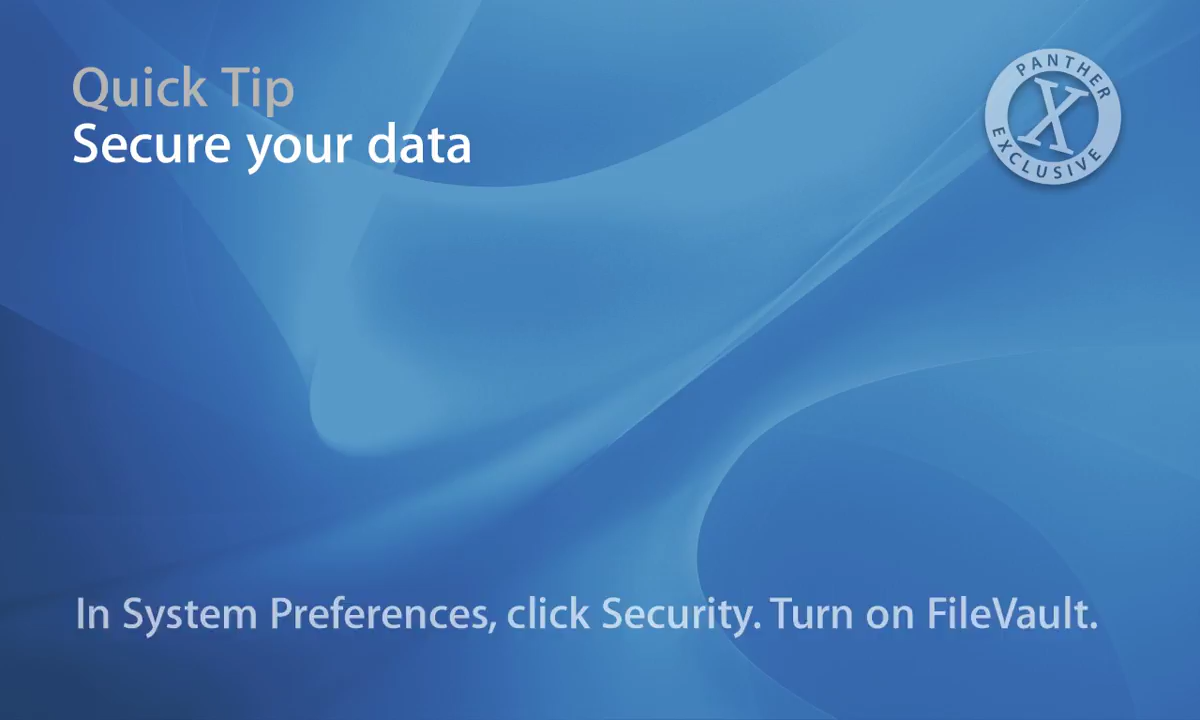 Quick Tip
Secure your data
PANTHER
X
EXCLUSIVE
In System Preferences, click Security. Turn on FileVault.